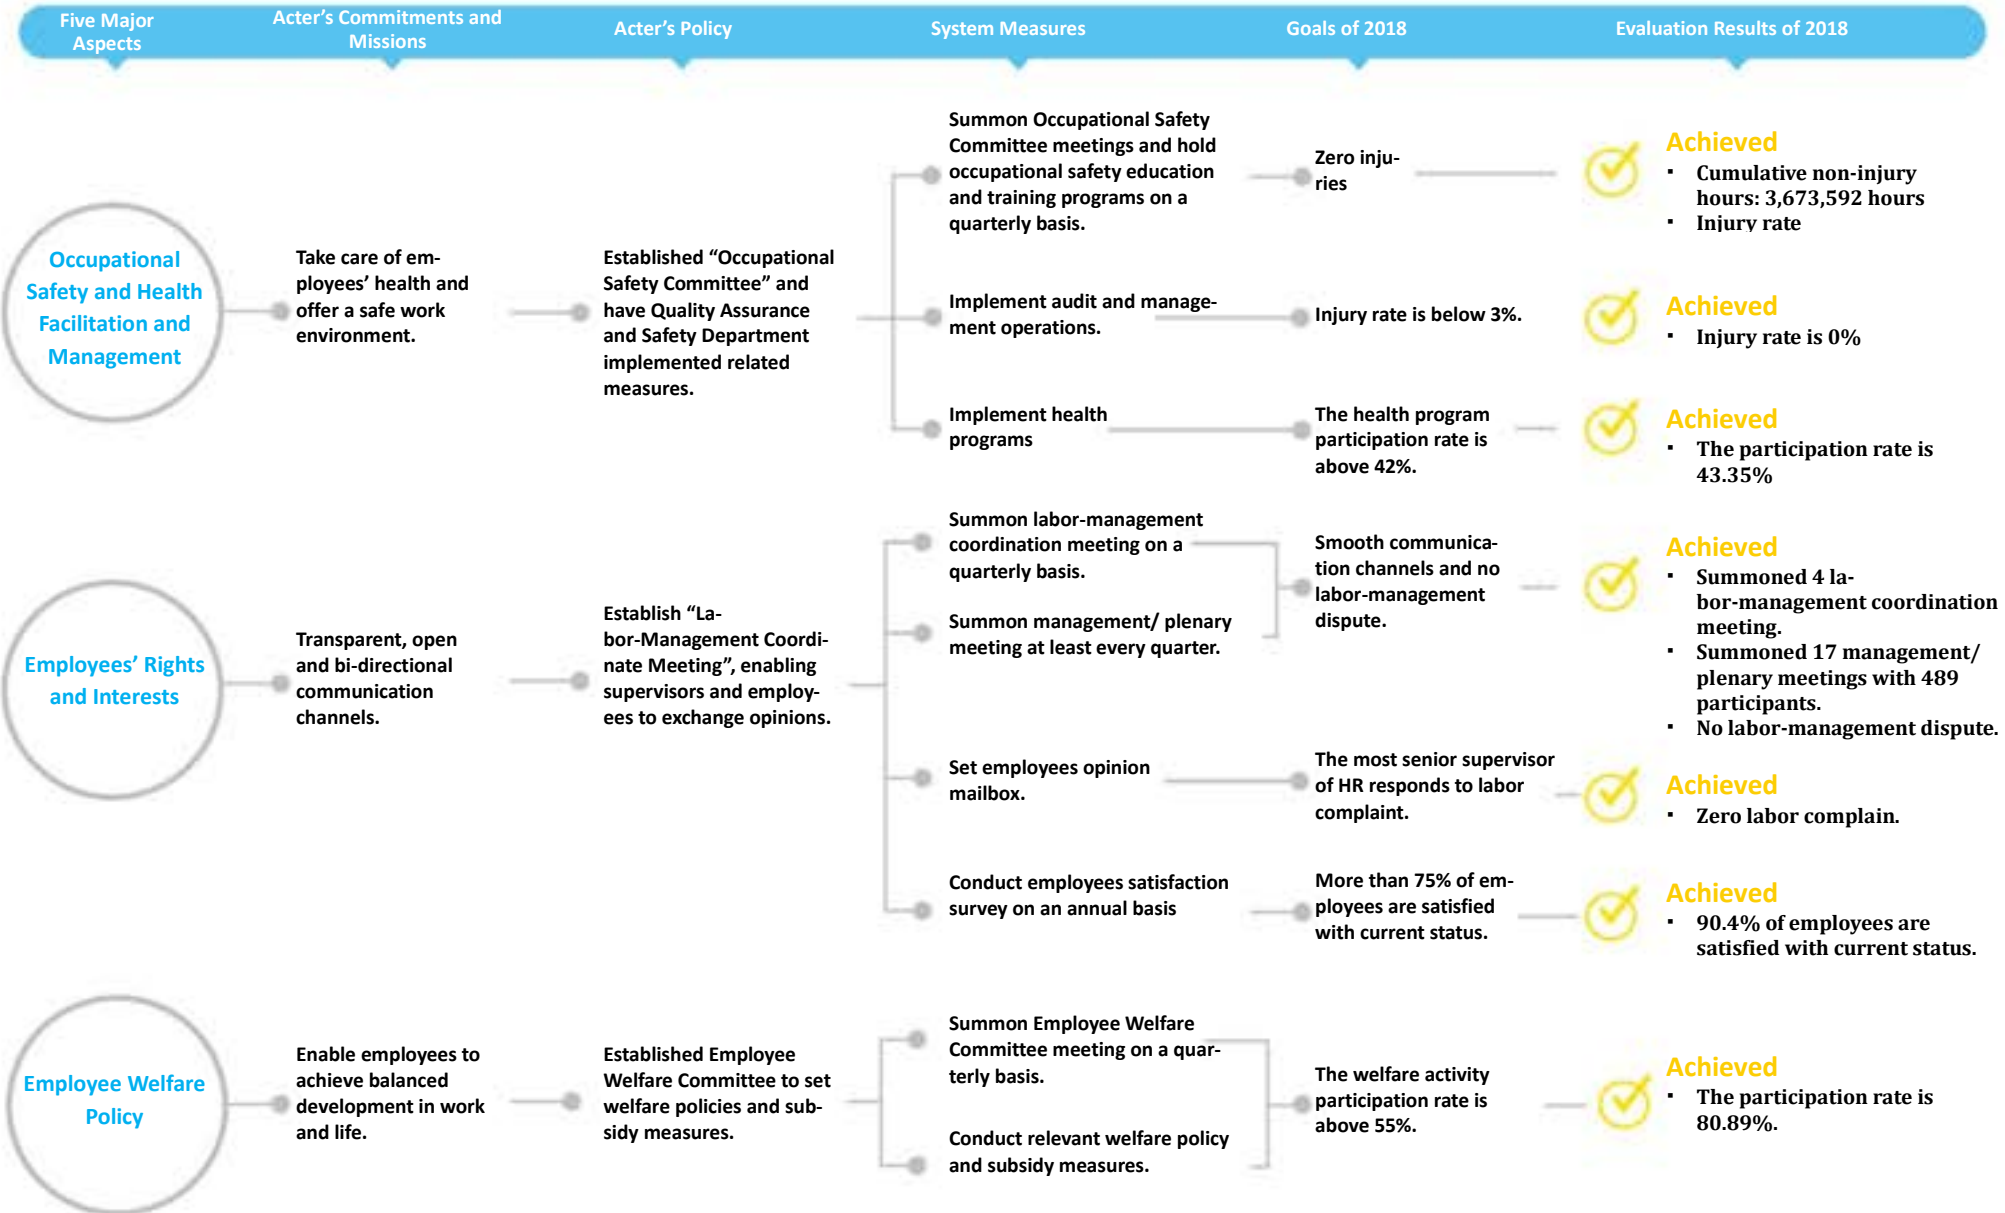 Five Major
Aspects
Acter's Commitments and
Missions
Acter's Policy
System Measures
Goals of 2018
Evaluation Results of 2018
Occupational
Safety and Health
Facilitation and
Management
Take care of em-
ployees' health and
offer a safe work
environment.
Established “Occupational
Safety Committee” and
have Quality Assurance
and Safety Department
implemented related
measures.
Summon Occupational Safety
Committee meetings and hold
occupational safety education
and training programs on a
quarterly basis.
Zero inju-
ries
Achieved
▪ Cumulative non-injury
hours: 3,673,592 hours
▪ Injury rate
Implement audit and manage-
ment operations.
Injury rate is below 3%.
Achieved
▪ Injury rate is 0%
Implement health
programs
The health program
participation rate is
above 42%.
Achieved
▪ The participation rate is
43.35%
Employees' Rights
and Interests
Transparent, open
and bi-directional
communication
channels.
Establish “La-
bor-Management Coordi-
nate Meeting”, enabling
supervisors and employ-
ees to exchange opinions.
Summon labor-management
coordination meeting on a
quarterly basis.
Summon management/ plenary
meeting at least every quarter.
Smooth communica-
tion channels and no
labor-management
dispute.
Achieved
▪ Summoned 4 la-
bor-management coordination
meeting.
▪ Summoned 17 management/
plenary meetings with 489
participants.
▪ No labor-management dispute.
Set employees opinion
mailbox.
The most senior supervisor
of HR responds to labor
complaint.
Achieved
▪ Zero labor complain.
Conduct employees satisfaction
survey on an annual basis
More than 75% of em-
ployees are satisfied
with current status.
Achieved
▪ 90.4% of employees are
satisfied with current status.
Employee Welfare
Policy
Enable employees to
achieve balanced
development in work
and life.
Established Employee
Welfare Committee to set
welfare policies and sub-
sidy measures.
Summon Employee Welfare
Committee meeting on a quar-
terly basis.
Conduct relevant welfare policy
and subsidy measures.
The welfare activity
participation rate is
above 55%.
Achieved
▪ The participation rate is
80.89%.